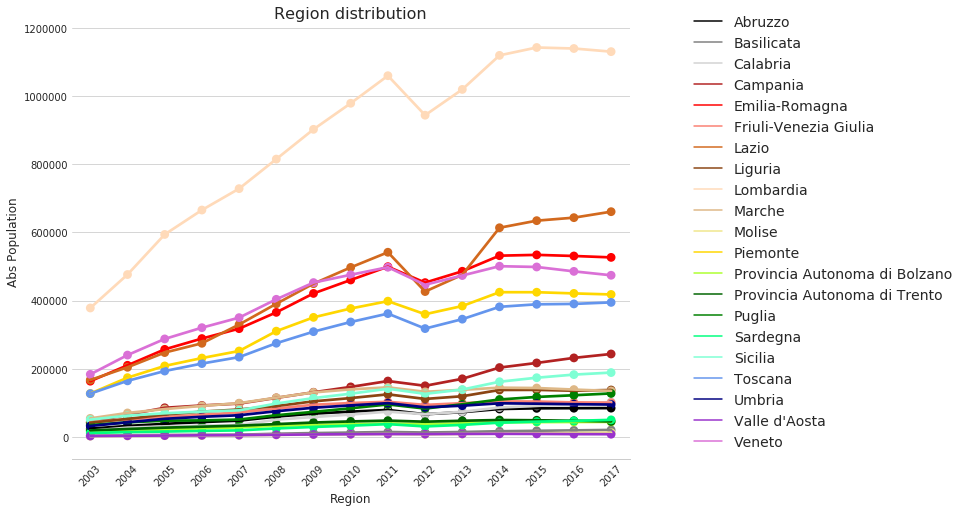 Region distribution
Abs Population
1200000
1000000
800000
600000
400000
200000
0
2003
2004
2005
2006
2007
2008
2009
2010
2011
2012
2013
2014
2015
2016
2017
Region
Abruzzo
Basilicata
Calabria
Campania
Emilia-Romagna
Friuli-Venezia Giulia
Lazio
Liguria
Lombardia
Marche
Molise
Piemonte
Provincia Autonoma di Bolzano
Provincia Autonoma di Trento
Puglia
Sardegna
Sicilia
Toscana
Umbria
Valle d'Aosta
Veneto